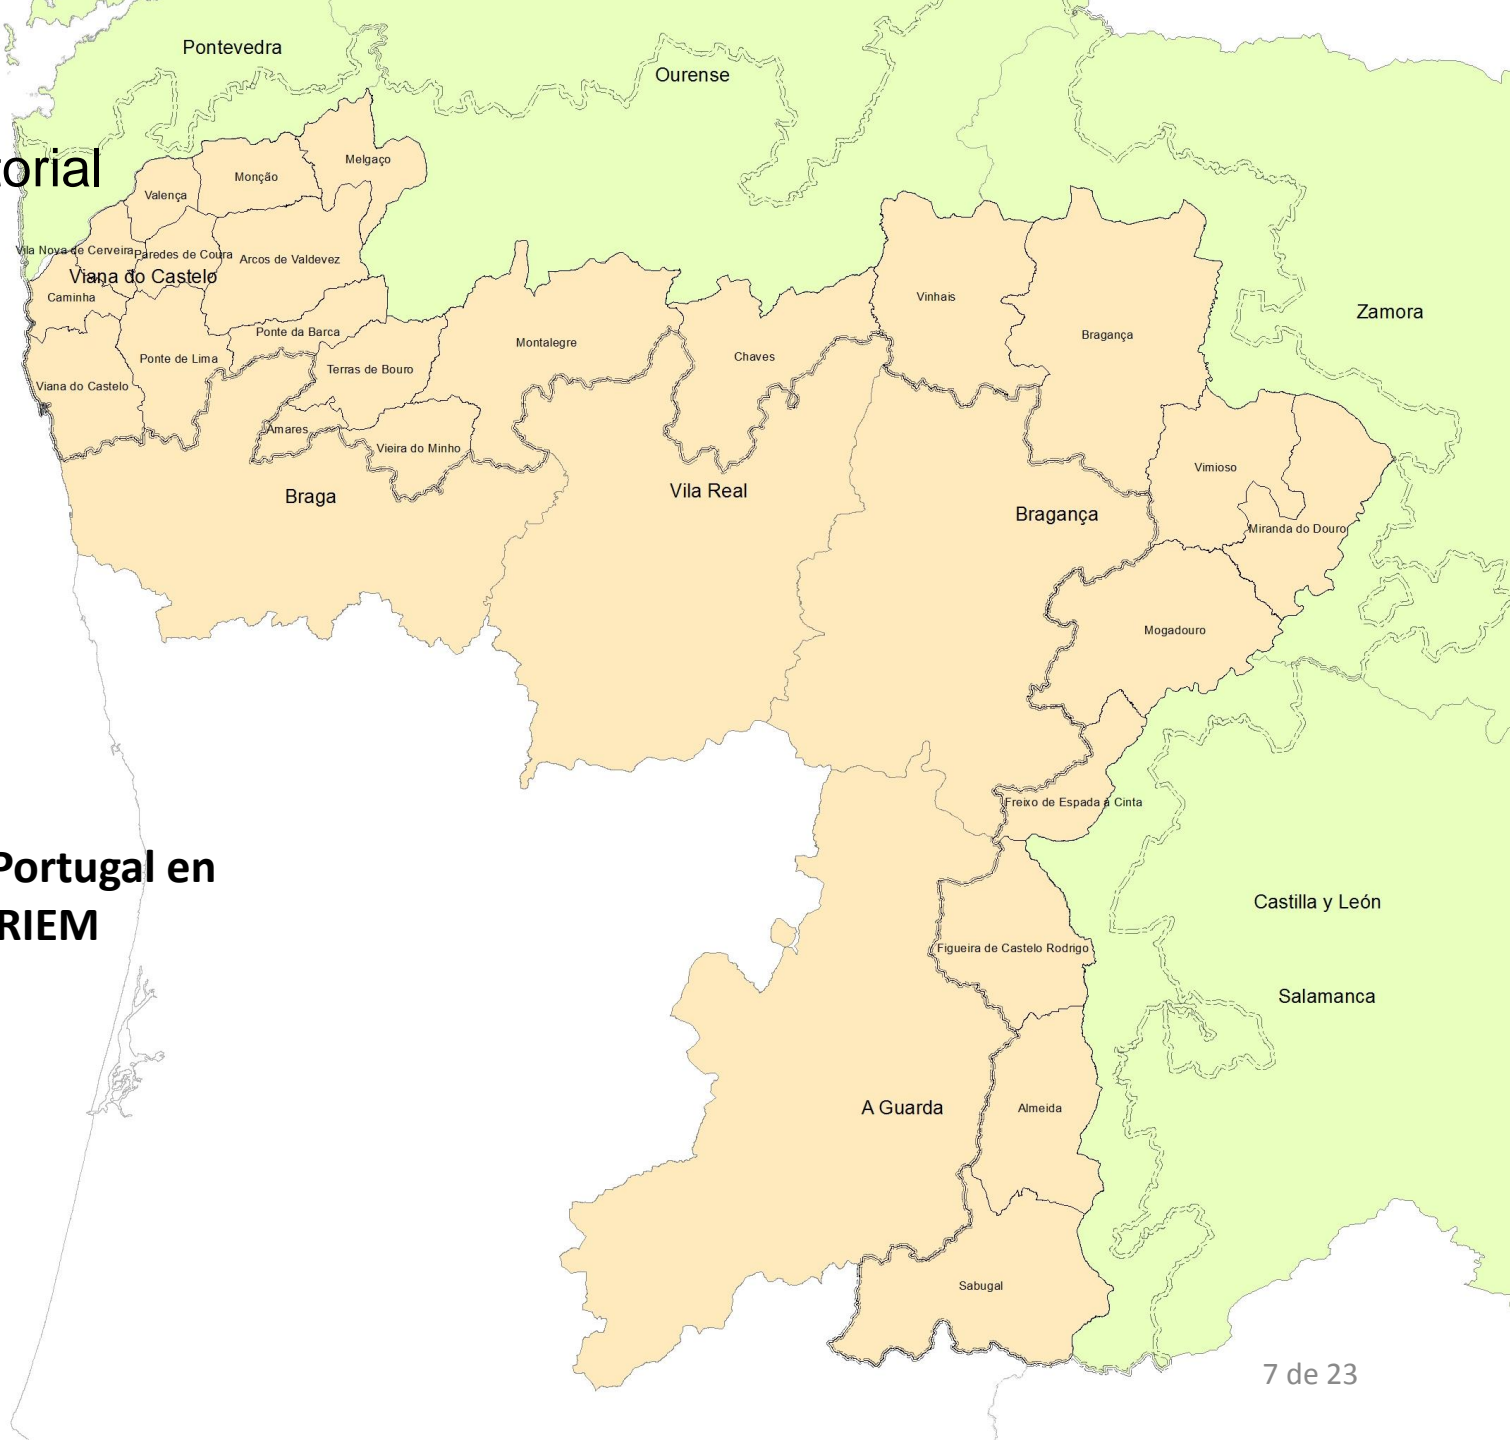 Pontevedra
Ourense
torial
Melgaço
Monção
Valença
Vila Nova de Cerveira
Paredes de Coura
Arcos de Valdevez
Viana do Castelo
Caminha
Vinhais
Zamora
Bragança
Ponte da Barca
Montalegre
Chaves
Ponte de Lima
Terras de Bouro
Viana do Castelo
Amares
Vieira do Minho
Vimioso
Braga
Vila Real
Bragança
Miranda do Douro
Mogadouro
Freixo de Espada à Cinta
Portugal en
RIEM
Castilla y León
Figueira de Castelo Rodrigo
Salamanca
A Guarda
Almeida
Sabugal
7 de 23